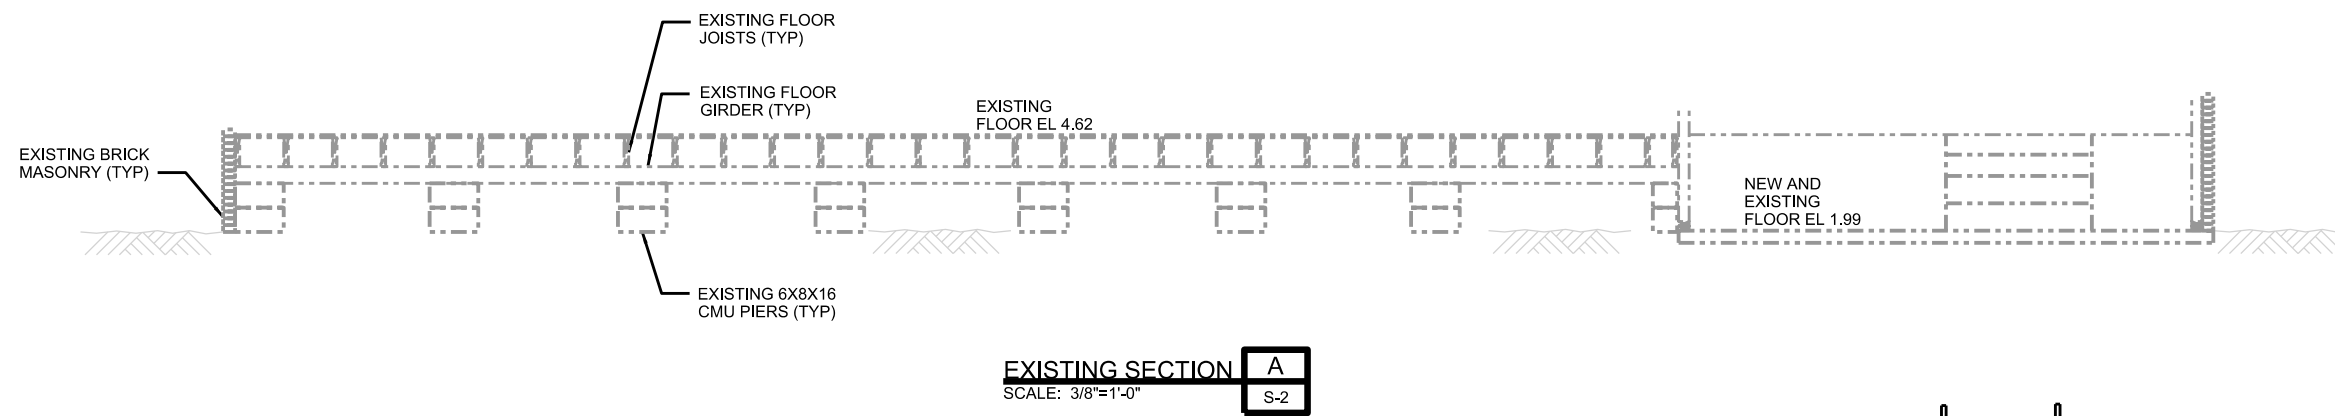 EXISTING FLOOR
JOISTS (TYP)
EXISTING FLOOR
GIRDER (TYP)
EXISTING
FLOOR EL 4.62
EXISTING BRICK
MASONRY (TYP)
NEW AND
EXISTING
FLOOR EL 1.99
EXISTING 6X8X16
CMU PIERS (TYP)
EXISTING SECTION
A
SCALE: 3/8"=1'-0"
S-2